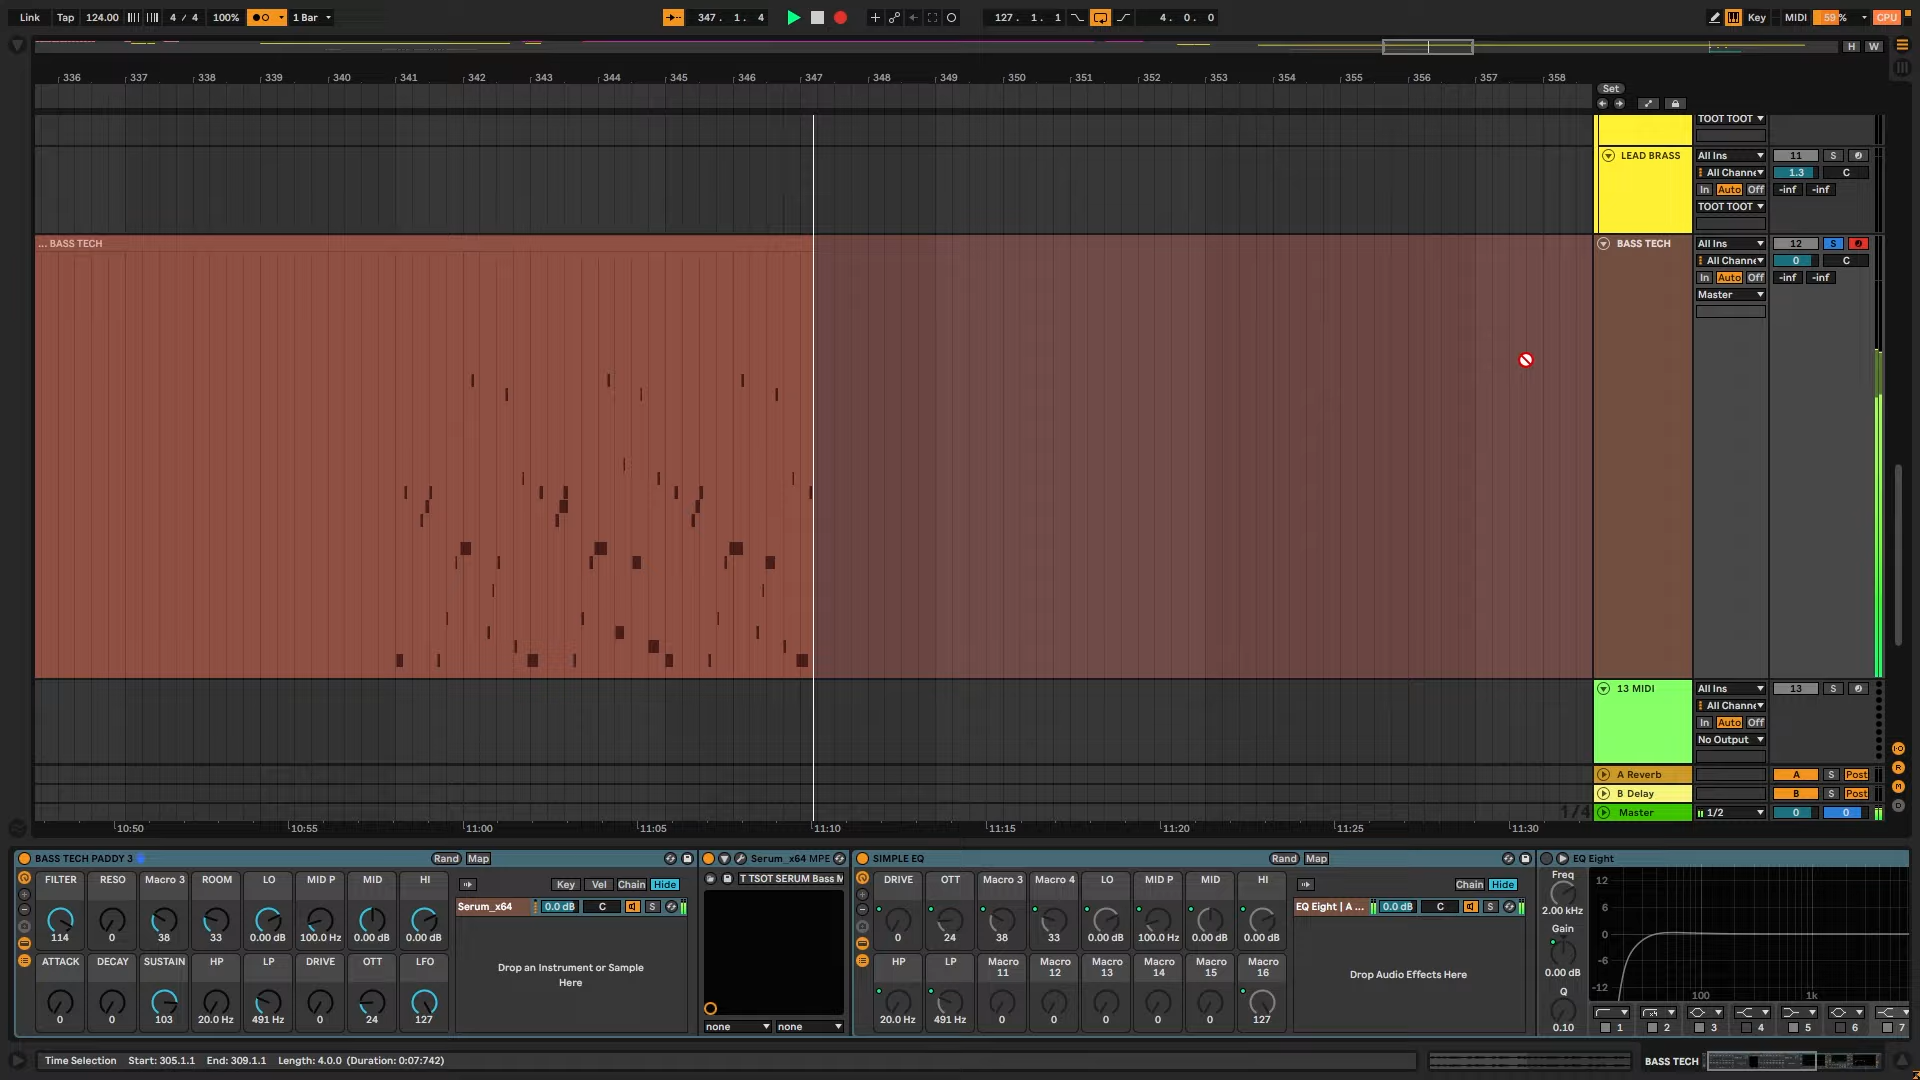 Link Tap 124.00 4 / 4 100% 1 Bar 347. 1. 4 127. 1. 1 4. 0. 0 Key MIDI 59 % CPU
H W
336 337 338 339 340 341 342 343 344 345 346 347 348 349 350 351 352 353 354 355 356 357 358
Set
TOOT TOOT
LEAD BRASS All Ins 11 S
All Channe 1.3 C
In Auto Off -inf -inf
TOOT TOOT
... BASS TECH
BASS TECH All Ins 12 S
All Channe 0 C
In Auto Off -inf -inf
Master
13 MIDI All Ins 13 S
All Channe
In Auto Off
No Output
A Reverb A S Post
B Delay B S Post
1/4 Master 1/2 0 0
10:50 10:55 11:00 11:05 11:10 11:15 11:20 11:25 11:30
BASS TECH PADDY 3 Rand Map
FILTER RESO Macro 3 ROOM LO MID P MID HI
114 0 38 33 0.00 dB 100.0 Hz 0.00 dB 0.00 dB
ATTACK DECAY SUSTAIN HP LP DRIVE OTT LFO
0 0 103 20.0 Hz 491 Hz 0 24 127
Key Vel Chain Hide
Serum_x64 0.0 dB C S
Drop an Instrument or Sample
Here
Serum_x64 MPE
T TSOT SERUM Bass M
none none
SIMPLE EQ Rand Map
DRIVE OTT Macro 3 Macro 4 LO MID P MID HI
0 24 38 33 0.00 dB 100.0 Hz 0.00 dB 0.00 dB
HP LP Macro 11 Macro 12 Macro 13 Macro 14 Macro 15 Macro 16
20.0 Hz 491 Hz 0 0 0 0 0 127
Chain Hide
EQ Eight | A ... 0.0 dB C S
Drop Audio Effects Here
EQ Eight
Freq
2.00 kHz
Gain
0.00 dB
Q
0.10
12
6
0
-6
-12
100 1k
1 2 3 4 5 6 7
Time Selection Start: 305.1.1 End: 309.1.1 Length: 4.0.0 (Duration: 0:07:742)
BASS TECH